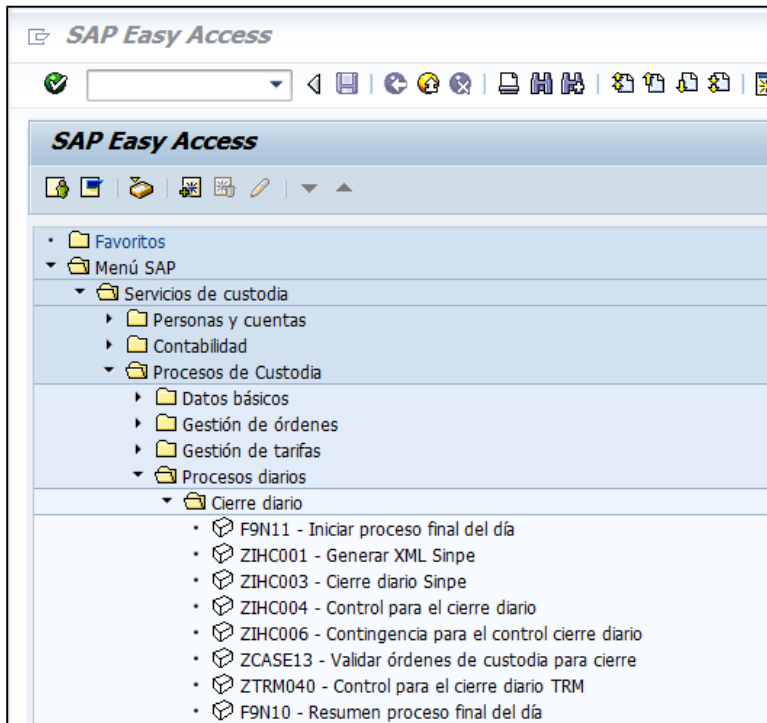 SAP Easy Access
SAP Easy Access
Favoritos
Menú SAP
Servicios de custodia
Personas y cuentas
Contabilidad
Procesos de Custodia
Datos básicos
Gestión de órdenes
Gestión de tarifas
Procesos diarios
Cierre diario
F9N11 - Iniciar proceso final del día
ZIHC001 - Generar XML Sinpe
ZIHC003 - Cierre diario Sinpe
ZIHC004 - Control para el cierre diario
ZIHC006 - Contingencia para el control cierre diario
ZCASE13 - Validar órdenes de custodia para cierre
ZTRM040 - Control para el cierre diario TRM
F9N10 - Resumen proceso final del día